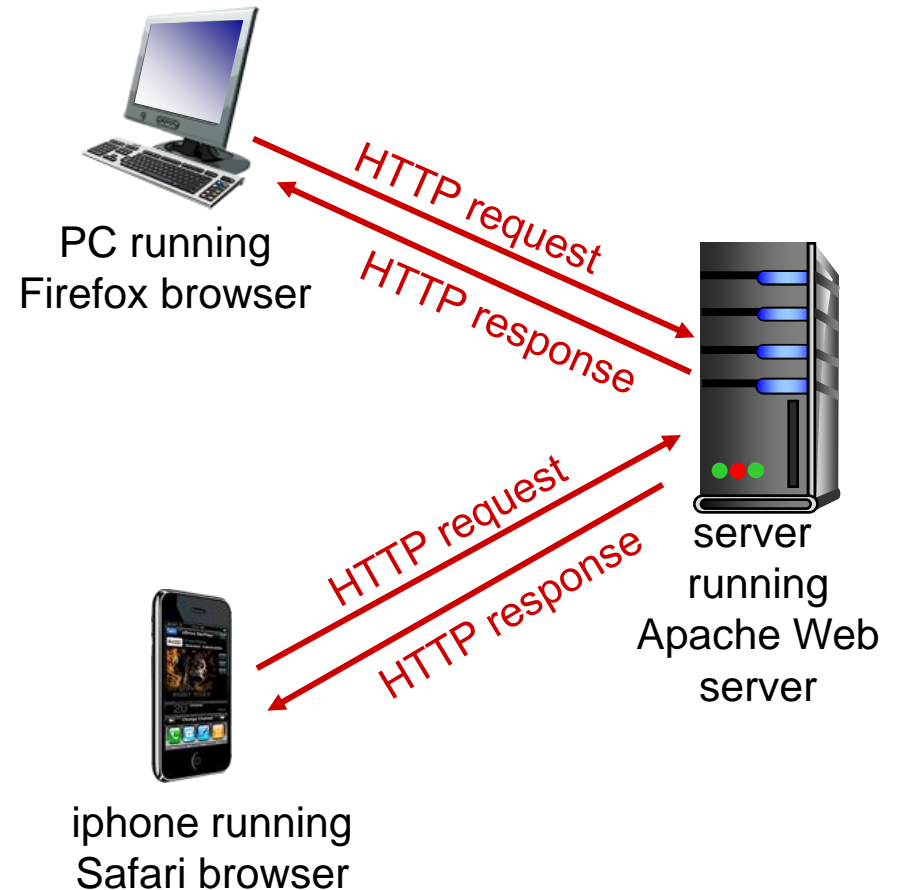 HTTP request
HTTP response
PC running
Firefox browser
server
running
Apache Web
server
HTTP request
HTTP response
iphone running
Safari browser